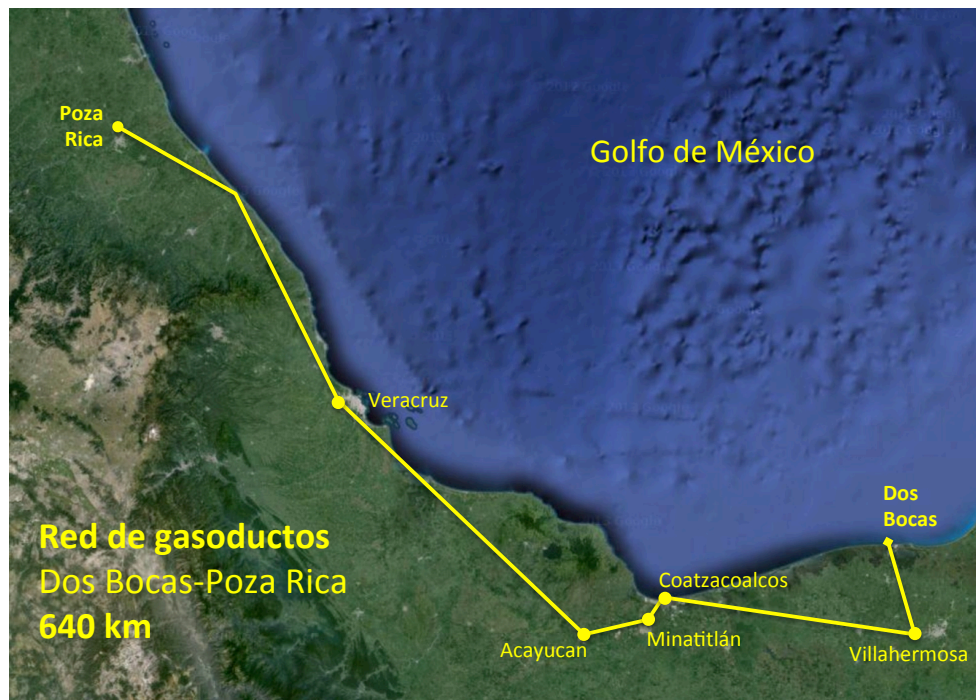 Poza
Rica
Golfo de México
Veracruz
Dos
Bocas
Red de gasoductos
Dos Bocas-Poza Rica
640 km
Coatzacoalcos
Acayucan
Minatitlán
Villahermosa